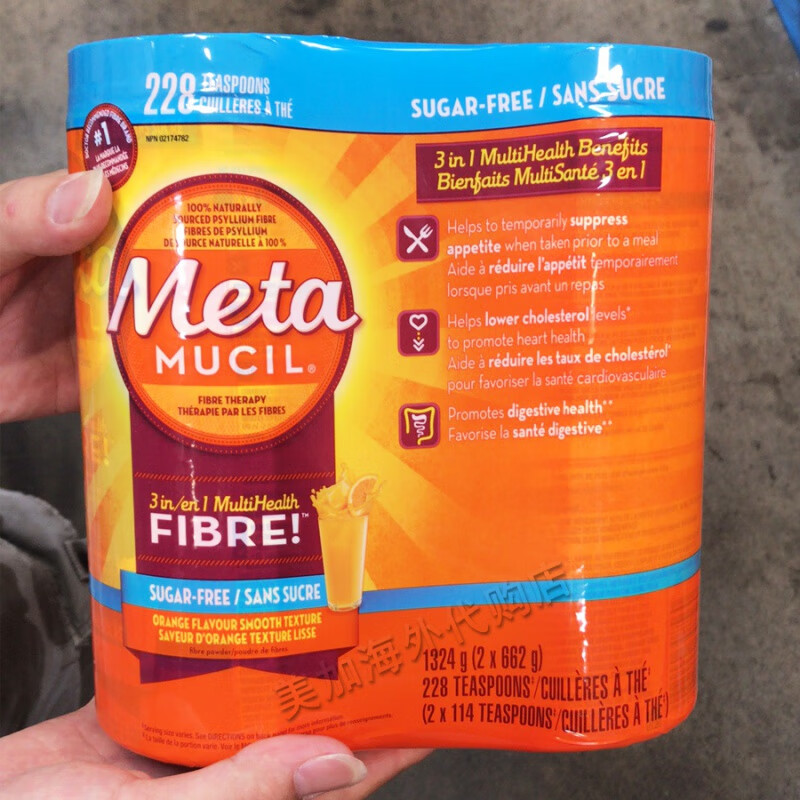 228 TEASPOONS
CUILLÈRES À THÉ
SUGAR-FREE / SANS SUCRE
#1
NPN 02174782
3 in 1 MultiHealth Benefits
Bienfaits MultiSanté 3 en 1
100% NATURALLY
SOURCED PSYLLIUM FIBRE
FIBRES DE PSYLLIUM
DE SOURCE NATURELLE À 100%
Meta
MUCIL®
FIBRE THERAPY
THÉRAPIE PAR LES FIBRES
Helps to temporarily suppress
appetite when taken prior to a meal
Aide à réduire l'appétit temporairement
lorsque pris avant un repas
Helps lower cholesterol levels*
to promote heart health
Aide à réduire les taux de cholestérol*
pour favoriser la santé cardiovasculaire
Promotes digestive health**
Favorise la santé digestive**
3 in/en 1 MultiHealth
FIBRE!™
SUGAR-FREE / SANS SUCRE
ORANGE FLAVOUR SMOOTH TEXTURE
SAVEUR D'ORANGE TEXTURE LISSE
fibre powder/poudre de fibres
美加海外代购店
1324 g (2 x 662 g)
228 TEASPOONS‡/CUILLÈRES À THÉ‡
(2 x 114 TEASPOONS‡/CUILLÈRES À THÉ‡)